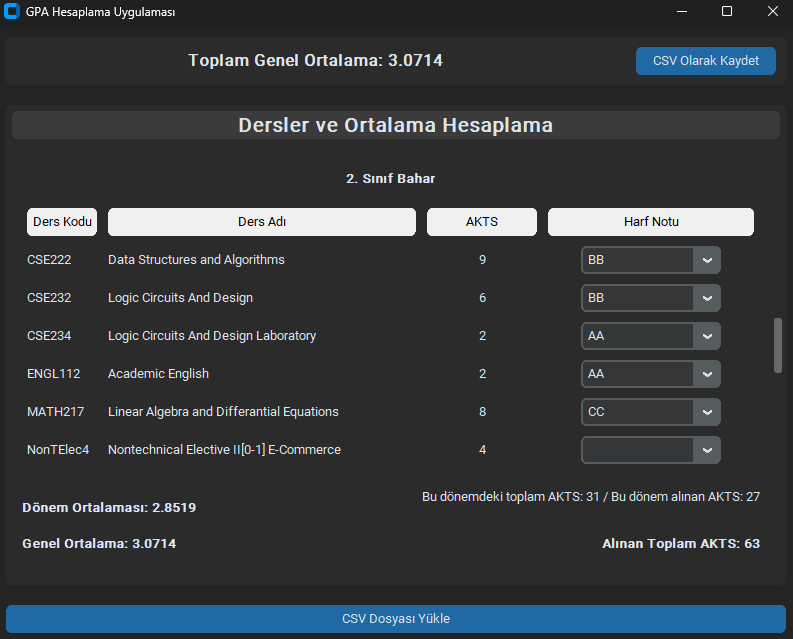 GPA Hesaplama Uygulaması
Toplam Genel Ortalama: 3.0714
CSV Olarak Kaydet
Dersler ve Ortalama Hesaplama
2. Sınıf Bahar
Ders Kodu Ders Adı AKTS Harf Notu
CSE222 Data Structures and Algorithms 9 BB
CSE232 Logic Circuits And Design 6 BB
CSE234 Logic Circuits And Design Laboratory 2 AA
ENGL112 Academic English 2 AA
MATH217 Linear Algebra and Differantial Equations 8 CC
NonTElec4 Nontechnical Elective II[0-1] E-Commerce 4
Bu dönemdeki toplam AKTS: 31 / Bu dönem alınan AKTS: 27
Dönem Ortalaması: 2.8519
Genel Ortalama: 3.0714 Alınan Toplam AKTS: 63
CSV Dosyası Yükle